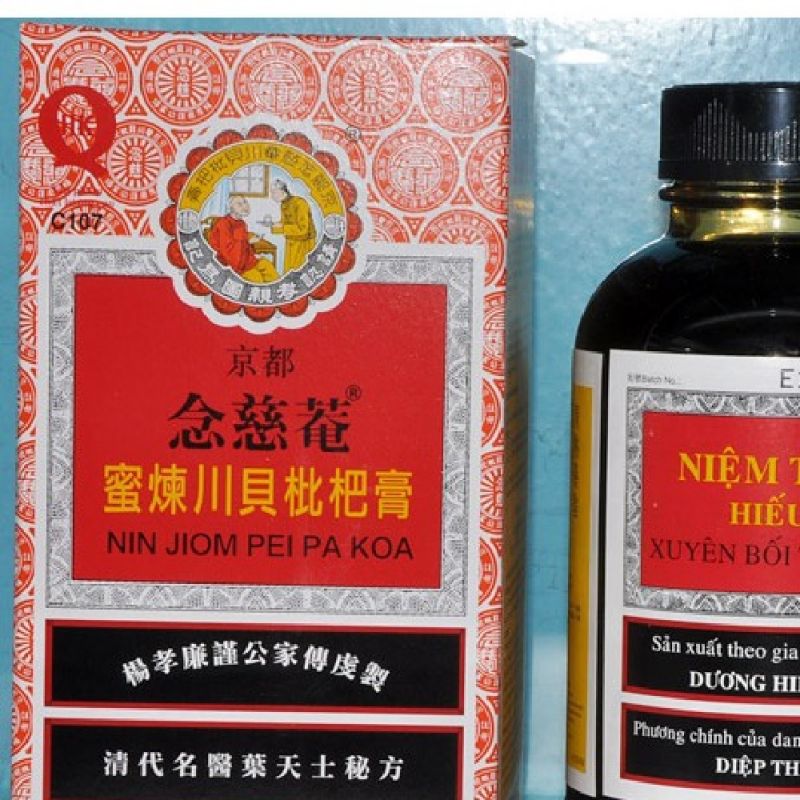 C107
京都
念慈菴®
蜜煉川貝枇杷膏
NIN JIOM PEI PA KOA
楊孝廉謹公家傳虔製
清代名醫葉天士秘方
Batch No.
NIỆM T
HIẾU
XUYÊN BỐI
Sản xuất theo gia
DƯƠNG HI
Phương chính của dan
DIỆP TH